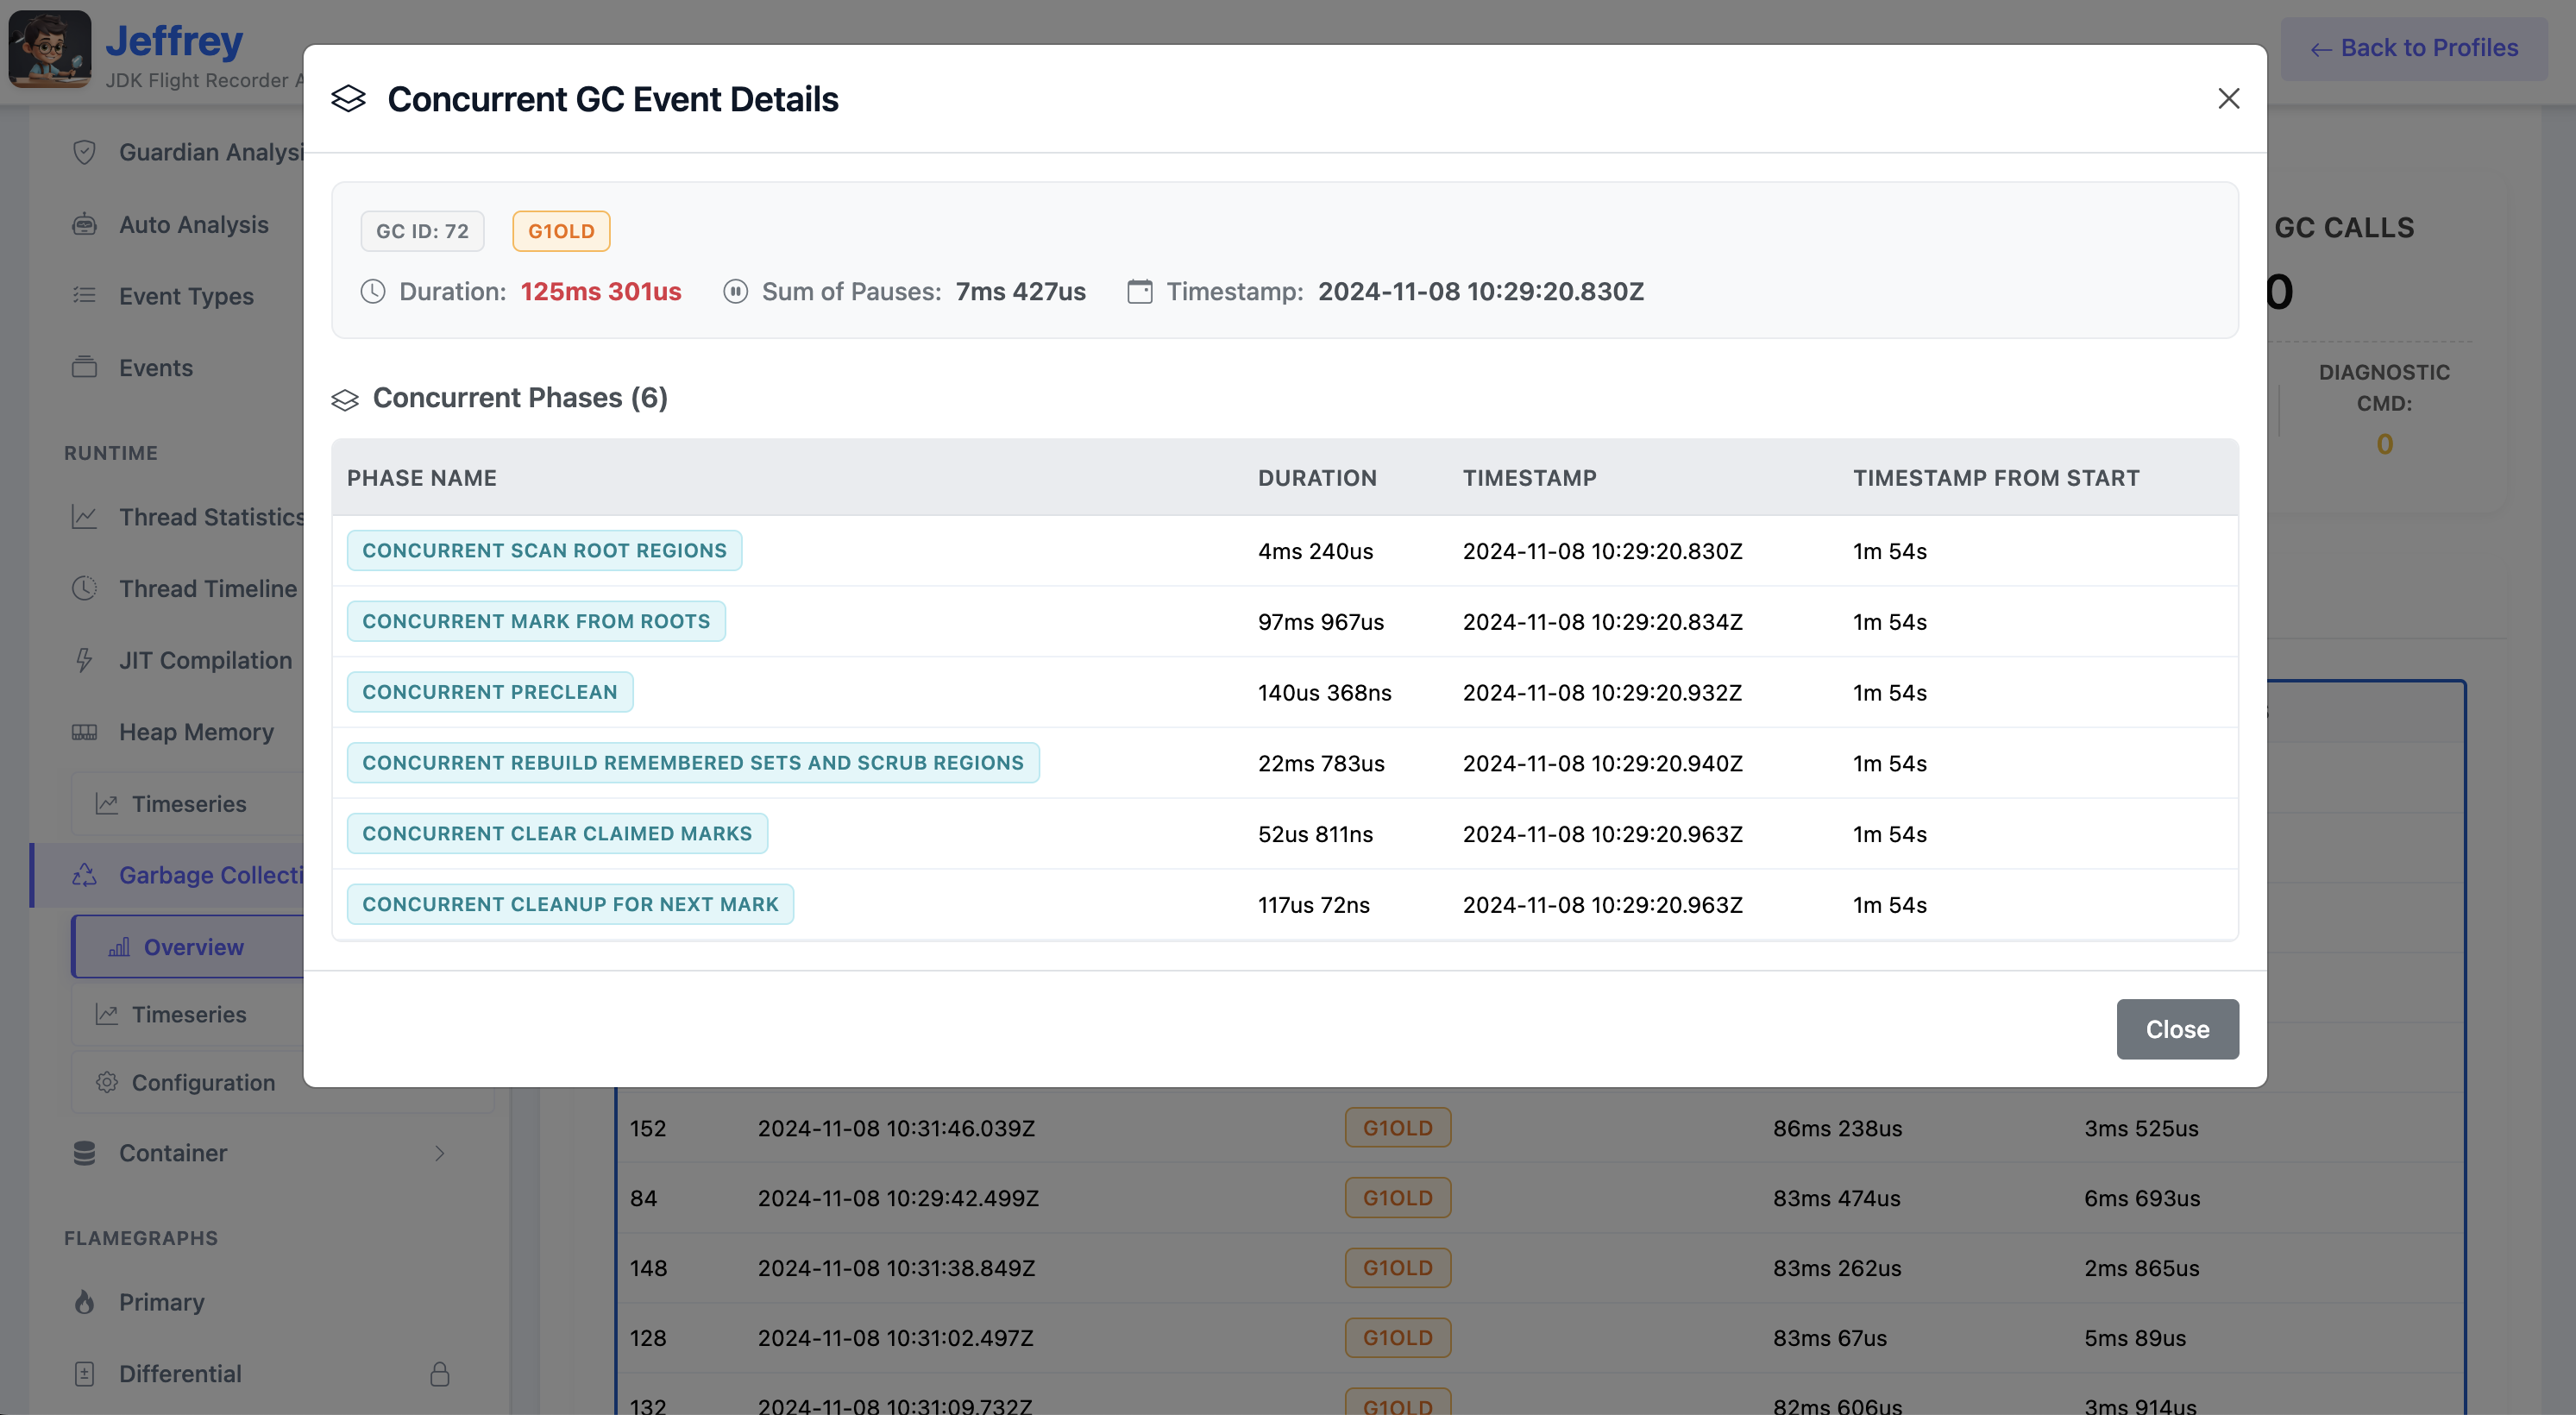 Jeffrey
JDK Flight Recorder A
← Back to Profiles
Guardian Analysi
Auto Analysis
Event Types
Events
RUNTIME
Thread Statistics
Thread Timeline
JIT Compilation
Heap Memory
Timeseries
Garbage Collecti
Overview
Timeseries
Configuration
Container
FLAMEGRAPHS
Primary
Differential
Concurrent GC Event Details
GC ID: 72 G1OLD
Duration: 125ms 301us Sum of Pauses: 7ms 427us Timestamp: 2024-11-08 10:29:20.830Z
Concurrent Phases (6)
PHASE NAME DURATION TIMESTAMP TIMESTAMP FROM START
CONCURRENT SCAN ROOT REGIONS 4ms 240us 2024-11-08 10:29:20.830Z 1m 54s
CONCURRENT MARK FROM ROOTS 97ms 967us 2024-11-08 10:29:20.834Z 1m 54s
CONCURRENT PRECLEAN 140us 368ns 2024-11-08 10:29:20.932Z 1m 54s
CONCURRENT REBUILD REMEMBERED SETS AND SCRUB REGIONS 22ms 783us 2024-11-08 10:29:20.940Z 1m 54s
CONCURRENT CLEAR CLAIMED MARKS 52us 811ns 2024-11-08 10:29:20.963Z 1m 54s
CONCURRENT CLEANUP FOR NEXT MARK 117us 72ns 2024-11-08 10:29:20.963Z 1m 54s
Close
GC CALLS
0
DIAGNOSTIC
CMD:
0
152 2024-11-08 10:31:46.039Z G1OLD 86ms 238us 3ms 525us
84 2024-11-08 10:29:42.499Z G1OLD 83ms 474us 6ms 693us
148 2024-11-08 10:31:38.849Z G1OLD 83ms 262us 2ms 865us
128 2024-11-08 10:31:02.497Z G1OLD 83ms 67us 5ms 89us
132 2024-11-08 10:31:09.732Z G1OLD 82ms 606us 3ms 914us